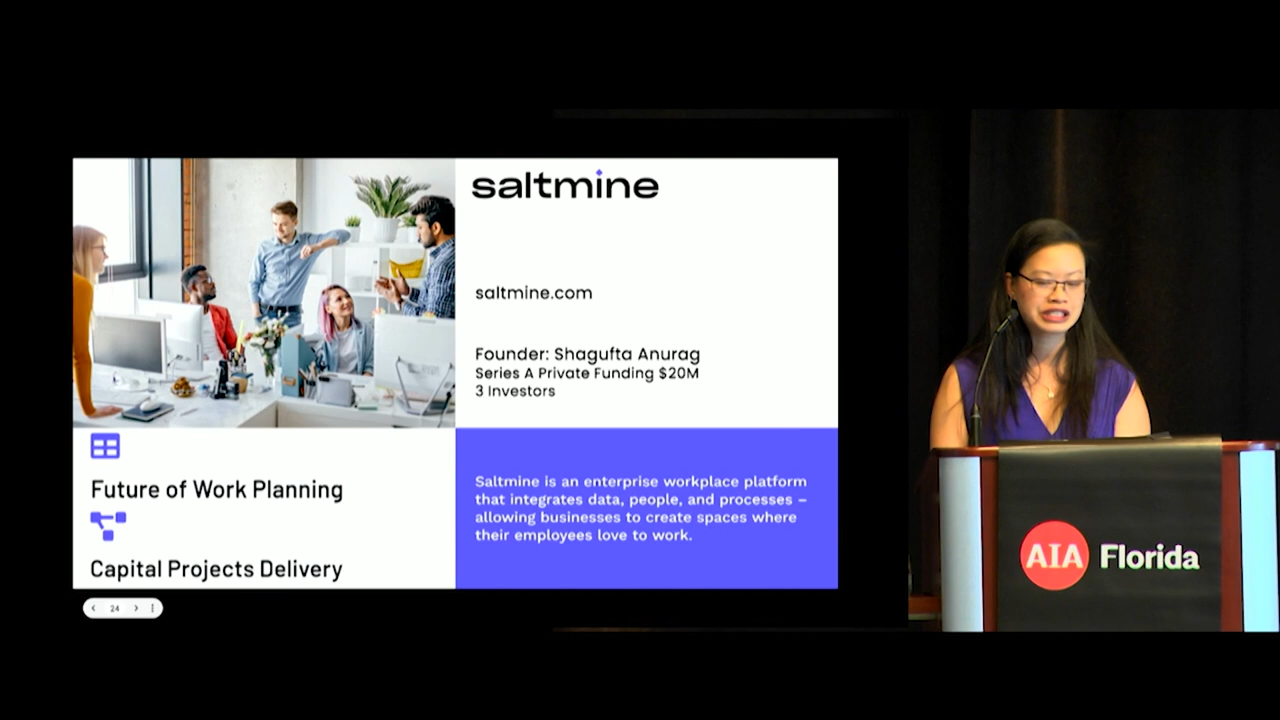 saltmine
saltmine.com
Founder: Shagufta Anurag
Series A Private Funding $20M
3 Investors
Future of Work Planning
Capital Projects Delivery
Saltmine is an enterprise workplace platform
that integrates data, people, and processes –
allowing businesses to create spaces where
their employees love to work.
24
AIA Florida